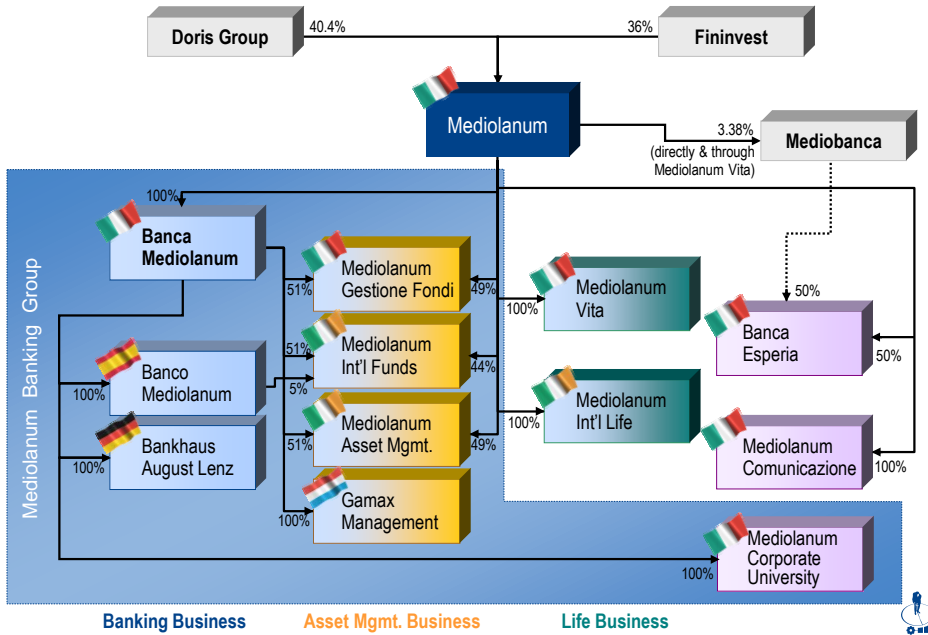 Doris Group
40.4%
36%
Fininvest
Mediolanum
3.38%
(directly & through
Mediolanum Vita)
Mediobanca
100%
Banca
Mediolanum
Mediolanum
Gestione Fondi
51%
49%
Mediolanum
Vita
100%
50%
Banca
Esperia
50%
Mediolanum
Int'l Funds
51%
5%
44%
Banco
Mediolanum
100%
Mediolanum
Int'l Life
100%
Mediolanum
Asset Mgmt.
51%
49%
Bankhaus
August Lenz
100%
Mediolanum
Comunicazione
100%
Gamax
Management
100%
Mediolanum
Corporate
University
100%
Mediolanum Banking Group
Banking Business
Asset Mgmt. Business
Life Business